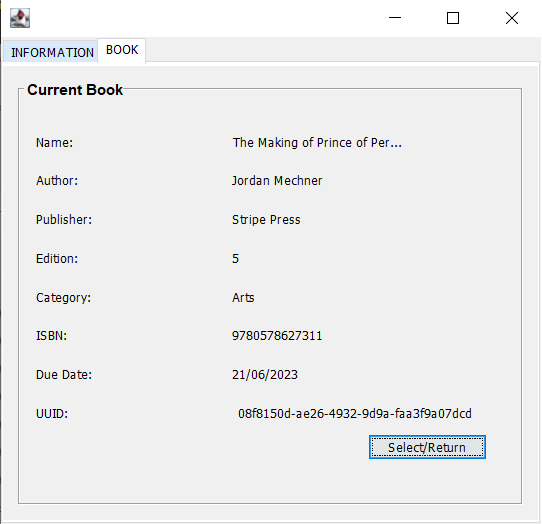 INFORMATION BOOK
Current Book
Name: The Making of Prince of Per...
Author: Jordan Mechner
Publisher: Stripe Press
Edition: 5
Category: Arts
ISBN: 9780578627311
Due Date: 21/06/2023
UUID: 08f8150d-ae26-4932-9d9a-faa3f9a07dcd
Select/Return